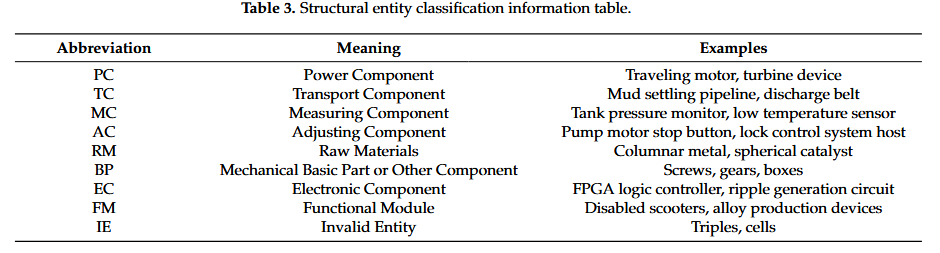 Table 3. Structural entity classification information table.
Abbreviation Meaning Examples
PC Power Component Traveling motor, turbine device
TC Transport Component Mud settling pipeline, discharge belt
MC Measuring Component Tank pressure monitor, low temperature sensor
AC Adjusting Component Pump motor stop button, lock control system host
RM Raw Materials Columnar metal, spherical catalyst
BP Mechanical Basic Part or Other Component Screws, gears, boxes
EC Electronic Component FPGA logic controller, ripple generation circuit
FM Functional Module Disabled scooters, alloy production devices
IE Invalid Entity Triples, cells